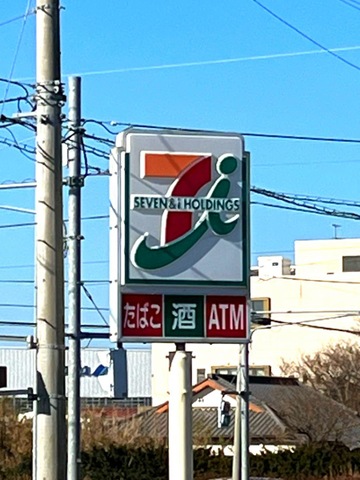 SEVEN & i HOLDINGS
たばこ 酒 ATM